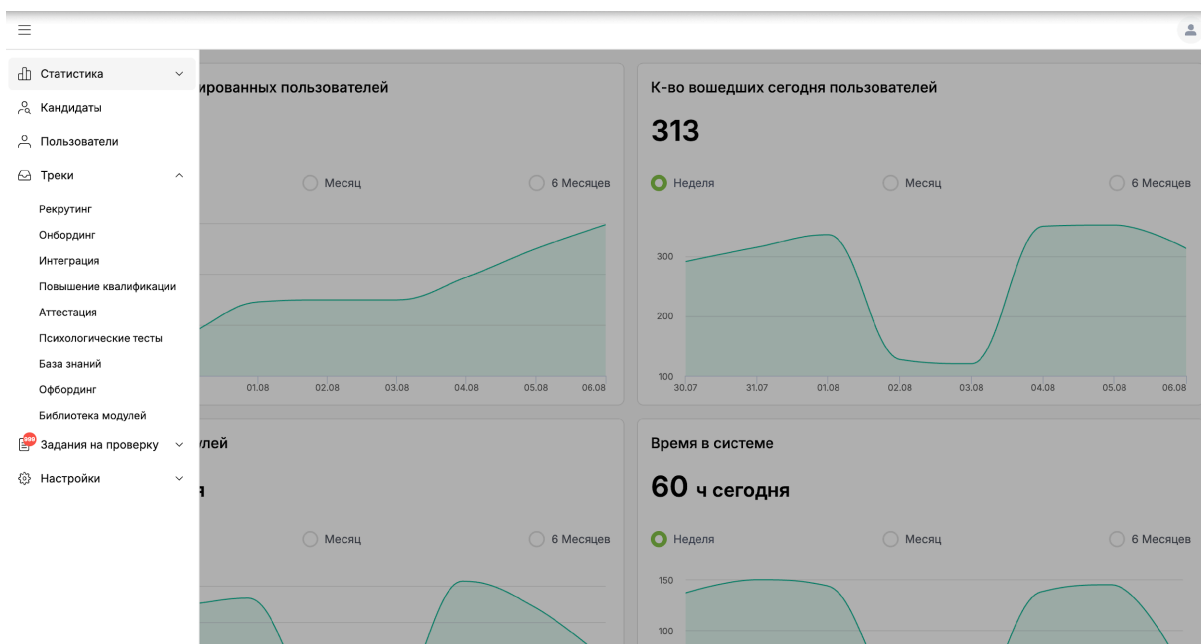 Статистика
Кандидаты
Пользователи
Треки
Рекрутинг
Онбординг
Интеграция
Повышение квалификации
Аттестация
Психологические тесты
База знаний
Офбординг
Библиотека модулей
999
Задания на проверку
Настройки
ированных пользователей
Месяц
6 Месяцев
01.08 02.08 03.08 04.08 05.08 06.08
К-во вошедших сегодня пользователей
313
Неделя
Месяц
6 Месяцев
300
200
100
30.07 31.07 01.08 02.08 03.08 04.08 05.08 06.08
улей
я
Месяц
6 Месяцев
Время в системе
60 ч сегодня
Неделя
Месяц
6 Месяцев
150
100